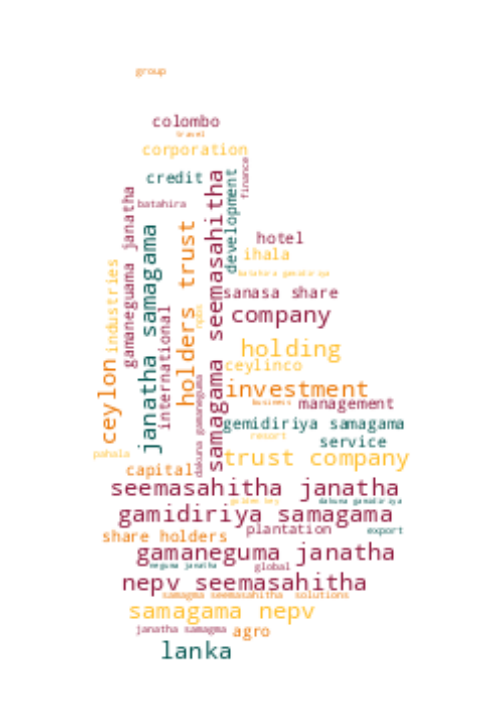 group
colombo
travel
corporation
finance
credit
development
seemasahitha
batahira
janatha
trust
janatha samagama
hotel
ihala
gamaneguama
industries
batahira gamidiriya
sanasa share
company
international
holders
holding
samagama
ceylinco
ceylon
investment
dakuna gamaneguma
business
management
gemidiriya samagama
resort
service
pahala
trust company
capital
seemasahitha janatha
golden key
dakuna gamidiriya
gamidiriya samagama
plantation
export
share holders
gamaneguma janatha
neguma janatha
global
nepv seemasahitha
samagma seemasahitha
solutions
samagama nepv
janatha samagma
agro
lanka